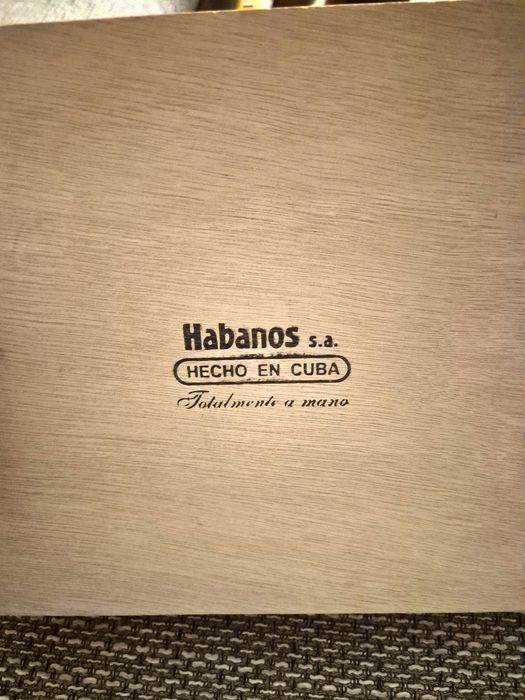 Habanos s.a.
HECHO EN CUBA
Totalmente a mano